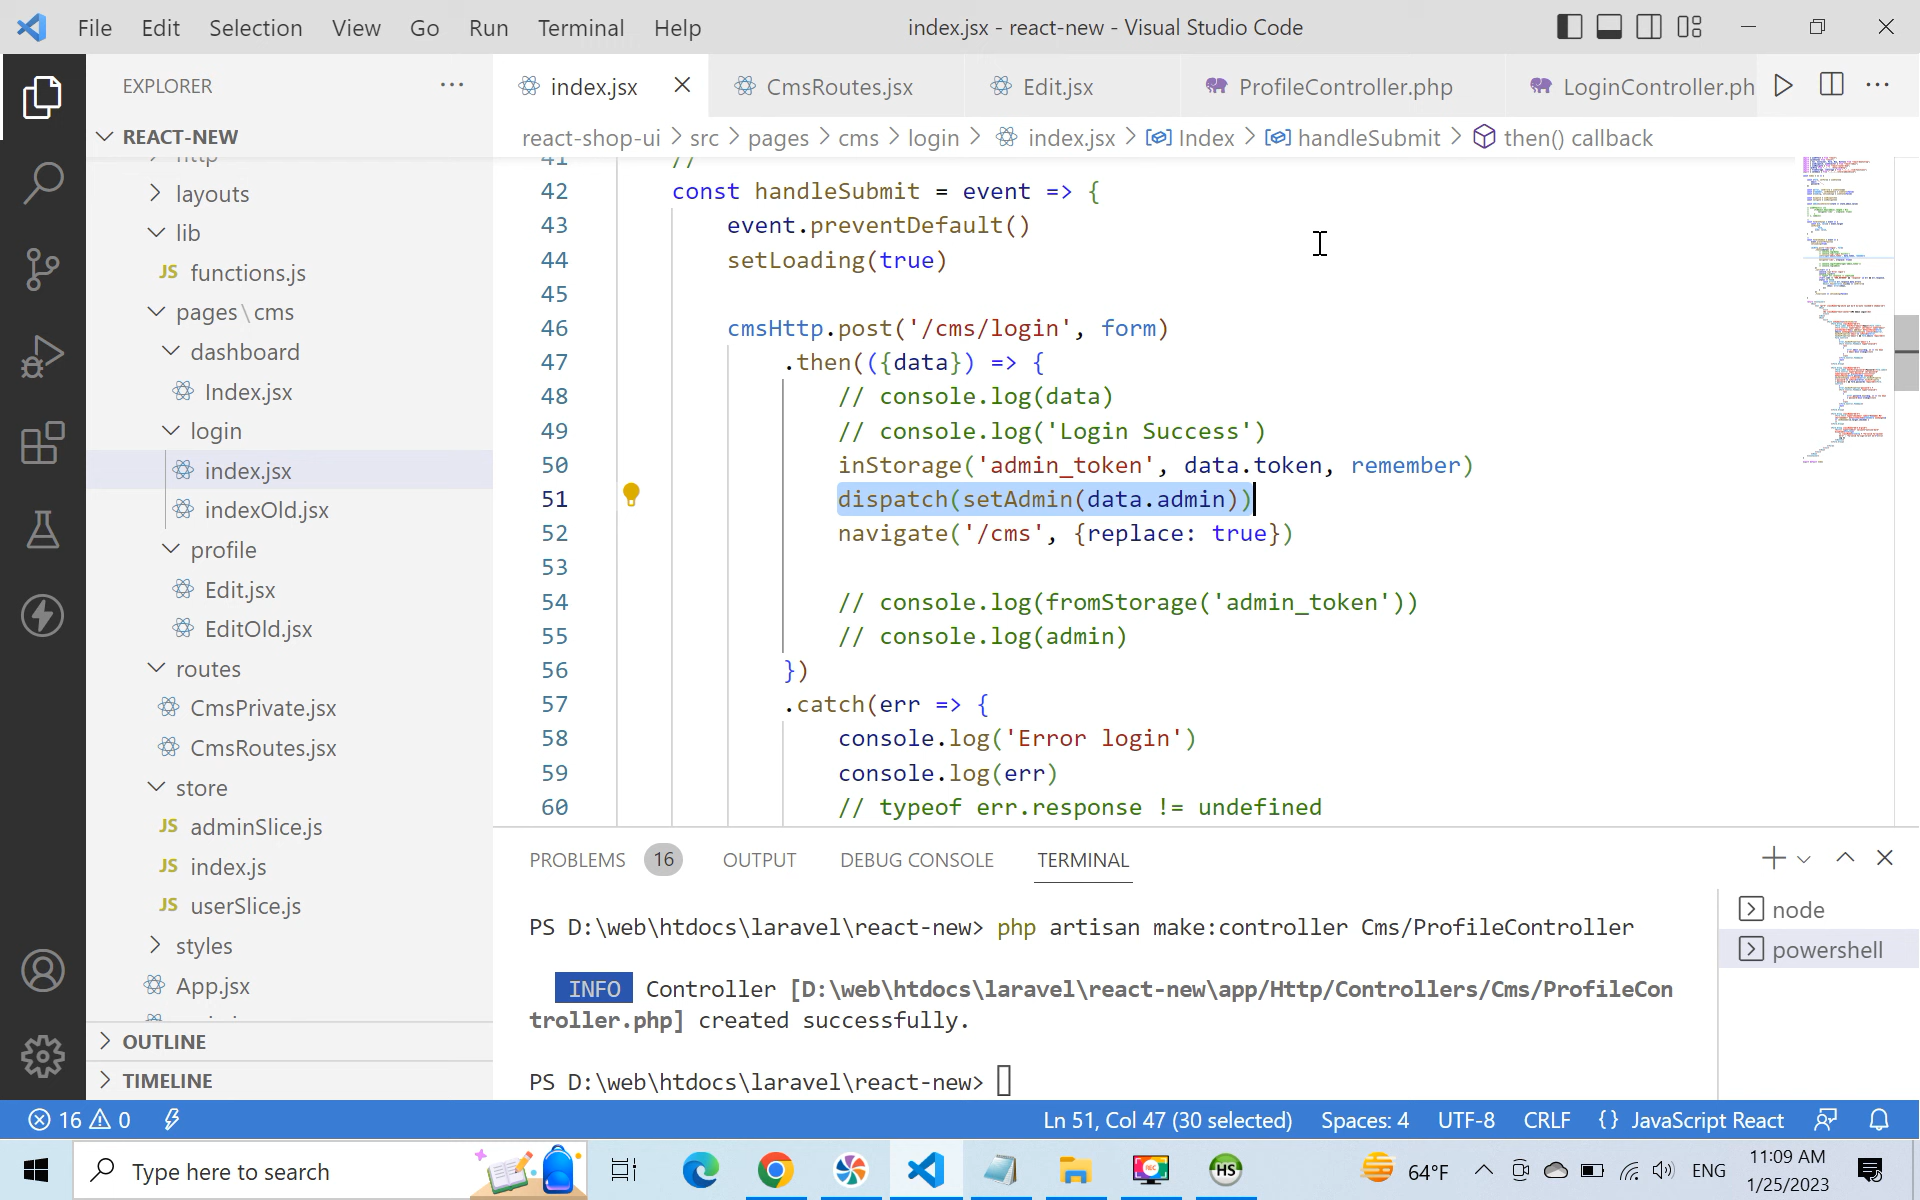 File Edit Selection View Go Run Terminal Help
index.jsx - react-new - Visual Studio Code
EXPLORER
REACT-NEW
http
layouts
lib
JS functions.js
pages\cms
dashboard
Index.jsx
login
index.jsx
indexOld.jsx
profile
Edit.jsx
EditOld.jsx
routes
CmsPrivate.jsx
CmsRoutes.jsx
store
JS adminSlice.js
JS index.js
JS userSlice.js
styles
App.jsx
OUTLINE
TIMELINE
index.jsx CmsRoutes.jsx Edit.jsx ProfileController.php LoginController.ph
react-shop-ui > src > pages > cms > login > index.jsx > Index > handleSubmit > then() callback
41 //
42 const handleSubmit = event => {
43 event.preventDefault()
44 setLoading(true)
45
46 cmsHttp.post('/cms/login', form)
47 .then(({data}) => {
48 // console.log(data)
49 // console.log('Login Success')
50 inStorage('admin_token', data.token, remember)
51 dispatch(setAdmin(data.admin))
52 navigate('/cms', {replace: true})
53
54 // console.log(fromStorage('admin_token'))
55 // console.log(admin)
56 })
57 .catch(err => {
58 console.log('Error login')
59 console.log(err)
60 // typeof err.response != undefined
PROBLEMS 16 OUTPUT DEBUG CONSOLE TERMINAL
PS D:\web\htdocs\laravel\react-new> php artisan make:controller Cms/ProfileController
INFO Controller [D:\web\htdocs\laravel\react-new\app/Http/Controllers/Cms/ProfileCon
troller.php] created successfully.
PS D:\web\htdocs\laravel\react-new>
node
powershell
16 0 Ln 51, Col 47 (30 selected) Spaces: 4 UTF-8 CRLF {} JavaScript React
Type here to search
REC
HS
64°F
ENG
11:09 AM
1/25/2023